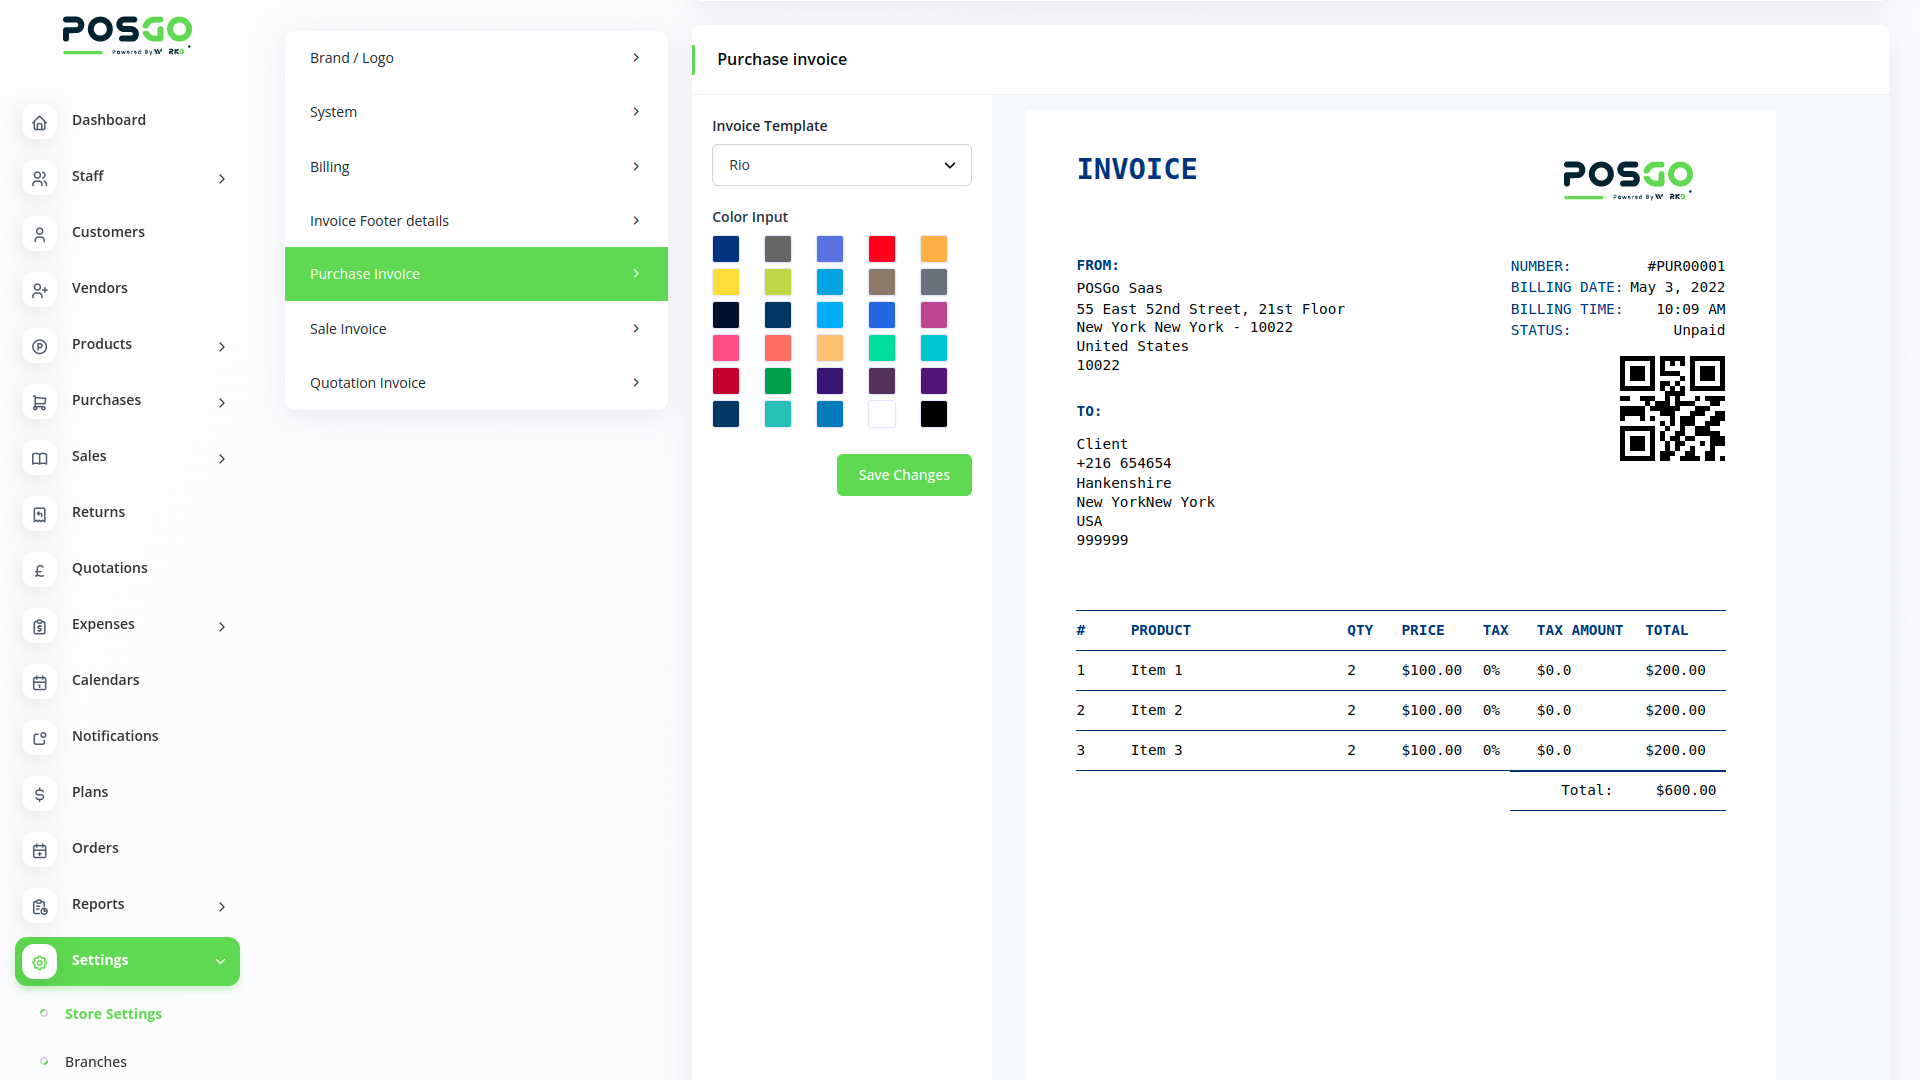 POSGO
Powered By
Dashboard
Staff
Customers
Vendors
Products
Purchases
Sales
Returns
Quotations
Expenses
Calendars
Notifications
Plans
Orders
Reports
Settings
Store Settings
Branches
Brand / Logo
System
Billing
Invoice Footer details
Purchase Invoice
Sale Invoice
Quotation Invoice
Purchase invoice
Invoice Template
Rio
Color Input
Save Changes
INVOICE
POSGO
Powered By
FROM:
POSGo Saas
55 East 52nd Street, 21st Floor
New York New York - 10022
United States
10022
NUMBER: #PUR00001
BILLING DATE: May 3, 2022
BILLING TIME: 10:09 AM
STATUS: Unpaid
TO:
Client
+216 654654
Hankenshire
New YorkNew York
USA
999999
# PRODUCT QTY PRICE TAX TAX AMOUNT TOTAL
1 Item 1 2 $100.00 0% $0.0 $200.00
2 Item 2 2 $100.00 0% $0.0 $200.00
3 Item 3 2 $100.00 0% $0.0 $200.00
Total: $600.00